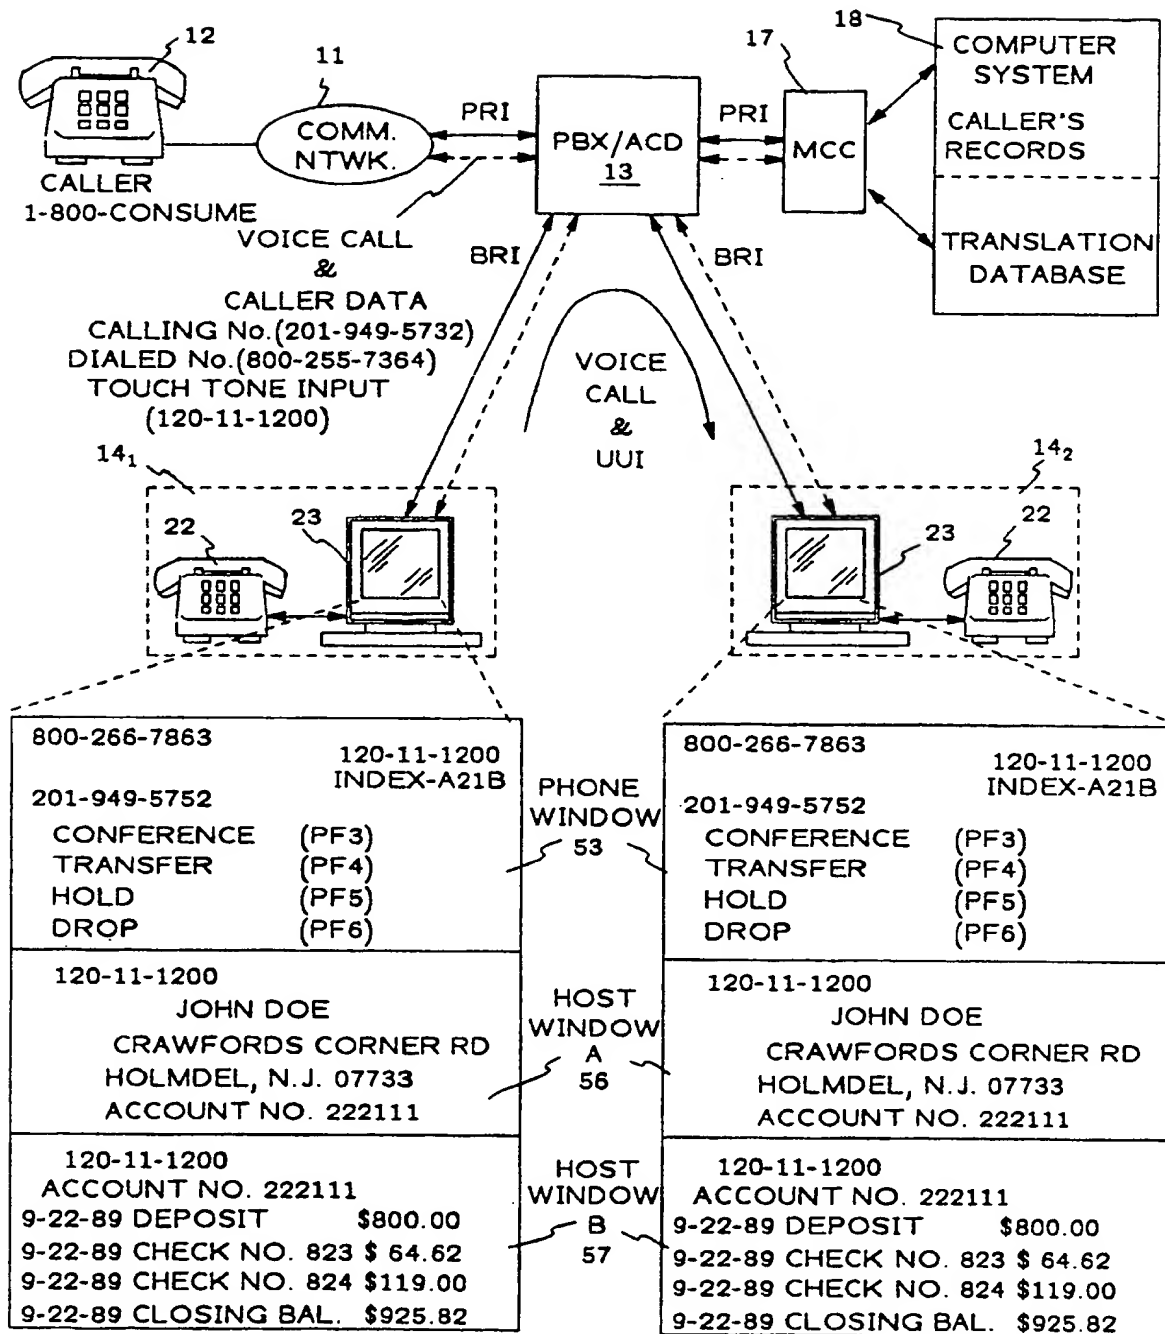 12
11
17
18
COMPUTER
SYSTEM
CALLER'S
RECORDS
TRANSLATION
DATABASE
COMM.
NTWK.
PRI
PBX/ACD
13
PRI
MCC
CALLER
1-800-CONSUME
VOICE CALL
&
CALLER DATA
CALLING No.(201-949-5732)
DIALED No.(800-255-7364)
TOUCH TONE INPUT
(120-11-1200)
BRI
BRI
VOICE
CALL
&
UUI
14₁
22
23
14₂
22
23
800-266-7863
120-11-1200
INDEX-A21B
201-949-5752
CONFERENCE (PF3)
TRANSFER (PF4)
HOLD (PF5)
DROP (PF6)
120-11-1200
JOHN DOE
CRAWFORDS CORNER RD
HOLMDEL, N.J. 07733
ACCOUNT NO. 222111
120-11-1200
ACCOUNT NO. 222111
9-22-89 DEPOSIT $800.00
9-22-89 CHECK NO. 823 $ 64.62
9-22-89 CHECK NO. 824 $119.00
9-22-89 CLOSING BAL. $925.82
PHONE
WINDOW
53
HOST
WINDOW
A
56
HOST
WINDOW
B
57
800-266-7863
120-11-1200
INDEX-A21B
201-949-5752
CONFERENCE (PF3)
TRANSFER (PF4)
HOLD (PF5)
DROP (PF6)
120-11-1200
JOHN DOE
CRAWFORDS CORNER RD
HOLMDEL, N.J. 07733
ACCOUNT NO. 222111
120-11-1200
ACCOUNT NO. 222111
9-22-89 DEPOSIT $800.00
9-22-89 CHECK NO. 823 $ 64.62
9-22-89 CHECK NO. 824 $119.00
9-22-89 CLOSING BAL. $925.82